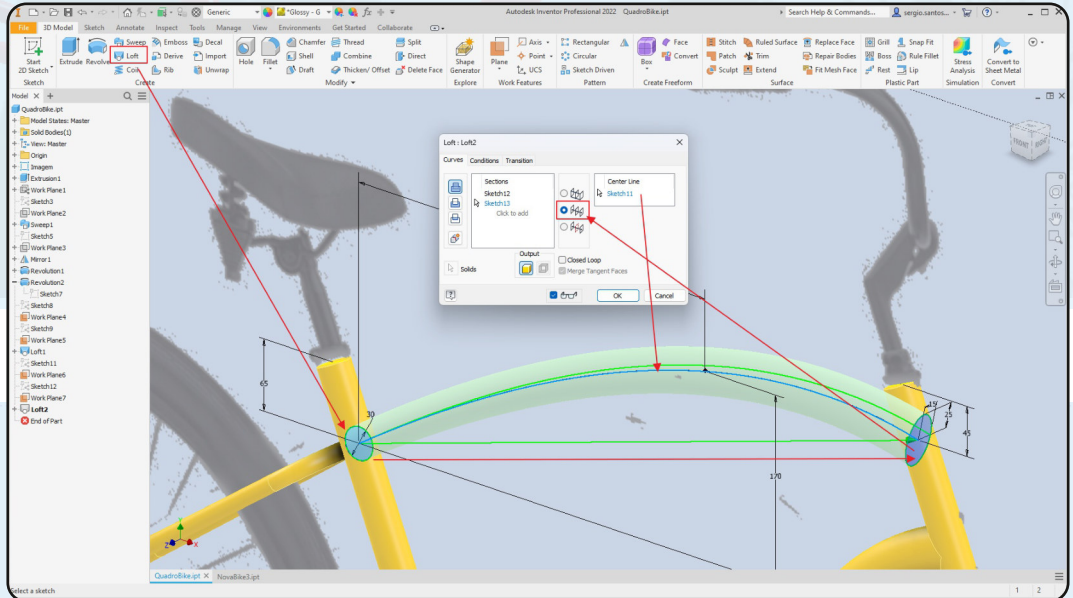 Generic
*Glossy - G
Autodesk Inventor Professional 2022 QuadroBike.ipt
Search Help & Commands...
sergio.santos...
File 3D Model Sketch Annotate Inspect Tools Manage View Environments Get Started Collaborate
Start
2D Sketch
Extrude Revolve
Sweep Emboss Decal
Loft Derive Import
Coil Rib Unwrap
Hole Fillet
Chamfer Thread Split
Shell Combine Direct
Draft Thicken/ Offset Delete Face
Shape
Generator
Plane
Axis
Point
UCS
Rectangular
Circular
Sketch Driven
Box
Face
Convert
Stitch Ruled Surface Replace Face
Patch Trim Repair Bodies
Sculpt Extend Fit Mesh Face
Grill Snap Fit
Boss Rule Fillet
Rest Lip
Stress
Analysis
Convert to
Sheet Metal
Sketch Create Modify Explore Work Features Pattern Create Freeform Surface Plastic Part Simulation Convert
Model × +
QuadroBike.ipt
Model States: Master
Solid Bodies(1)
View: Master
Origin
Imagem
Extrusion1
Work Plane1
Sketch3
Work Plane2
Sweep1
Sketch5
Work Plane3
Mirror1
Revolution1
Revolution2
Sketch7
Sketch8
Work Plane4
Sketch9
Work Plane5
Loft1
Sketch11
Work Plane6
Sketch12
Work Plane7
Loft2
End of Part
Loft : Loft2
Curves Conditions Transition
Sections
Sketch12
Sketch13
Click to add
Center Line
Sketch11
Solids
Output
Closed Loop
Merge Tangent Faces
OK Cancel
FRONT
65
30
15
25
45
170
Y
Z
X
QuadroBike.ipt × NovaBike3.ipt
Select a sketch
1 2